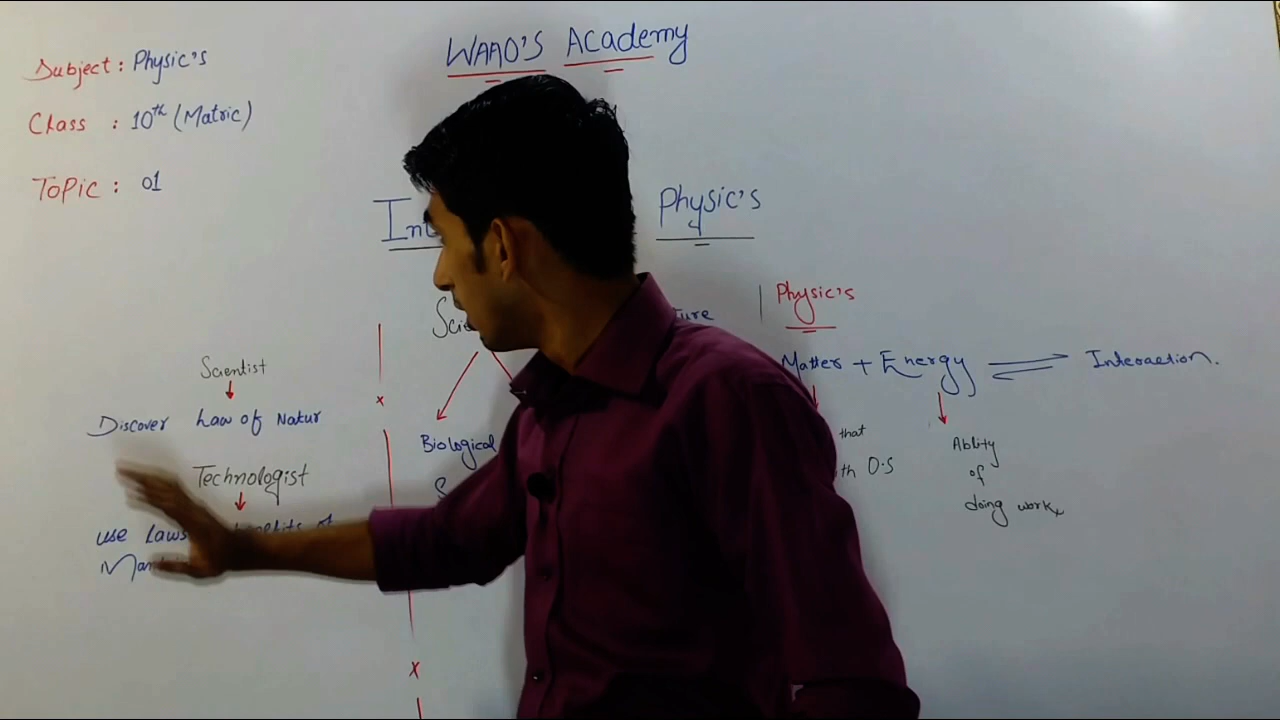 WAAO'S Academy
Subject : Physic's
Class : 10th (Matric)
Topic : 01
Physic's
Physic's
Matter + Energy ⇌ Interaction.
that
O.S
Ability
of
doing work
Scientist
Discover Law of Natur
Technologist
use Laws
Biological